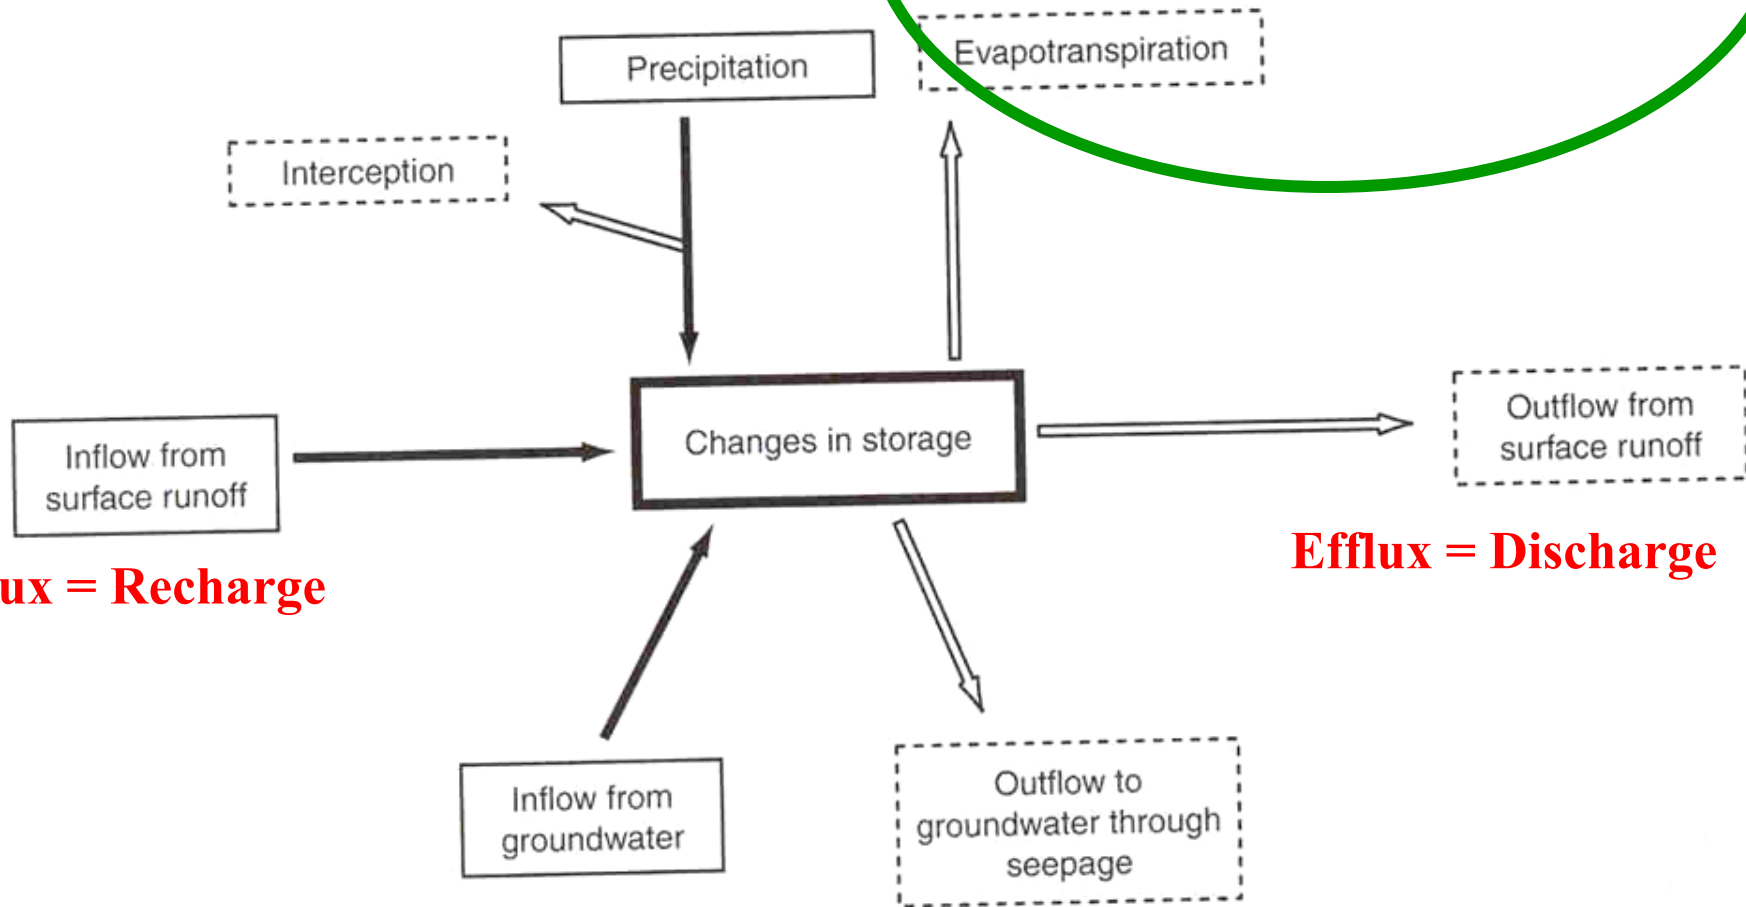 Precipitation
Evapotranspiration
Interception
Changes in storage
Inflow from
surface runoff
Outflow from
surface runoff
ux = Recharge
Efflux = Discharge
Inflow from
groundwater
Outflow to
groundwater through
seepage